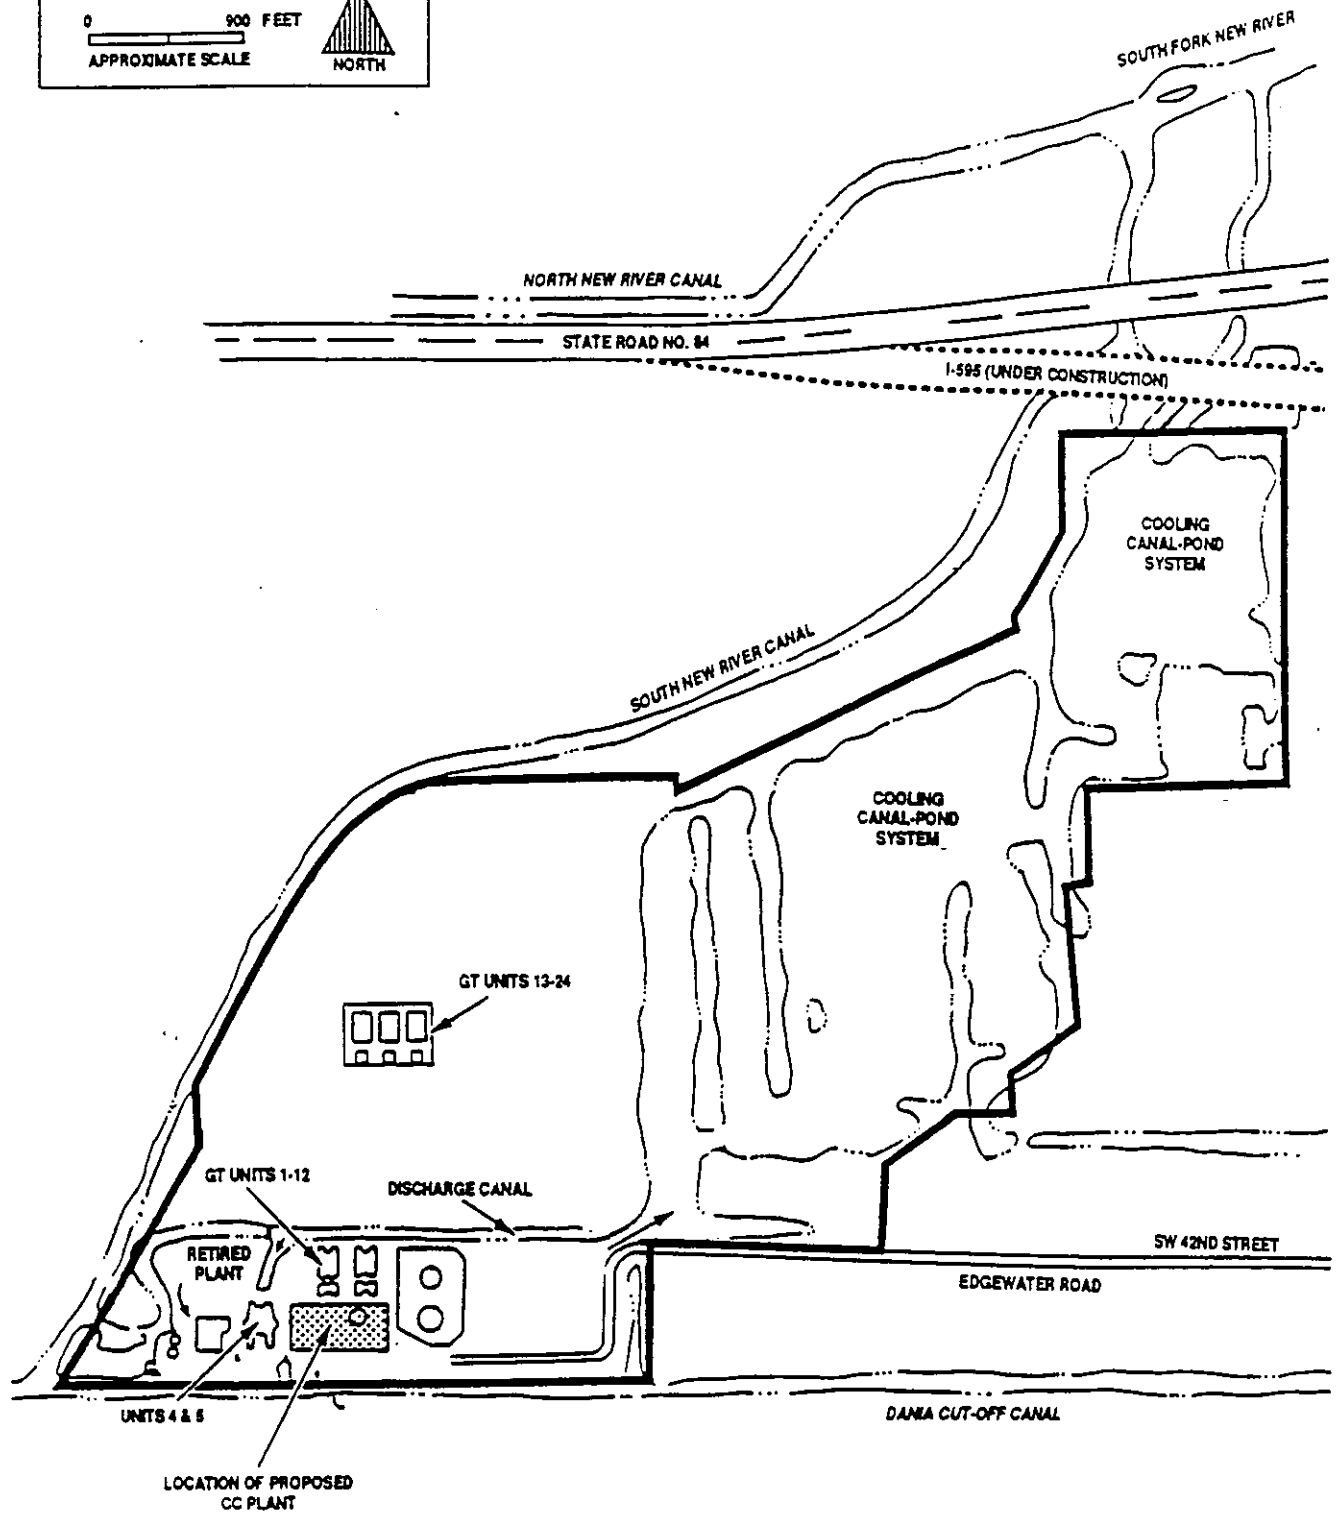 0 900 FEET
APPROXIMATE SCALE
NORTH
SOUTH FORK NEW RIVER
NORTH NEW RIVER CANAL
STATE ROAD NO. 84
I-595 (UNDER CONSTRUCTION)
COOLING
CANAL-POND
SYSTEM
SOUTH NEW RIVER CANAL
COOLING
CANAL-POND
SYSTEM
GT UNITS 13-24
GT UNITS 1-12
DISCHARGE CANAL
RETIRED
PLANT
SW 42ND STREET
EDGEWATER ROAD
UNITS 4 & 5
DANIA CUT-OFF CANAL
LOCATION OF PROPOSED
CC PLANT